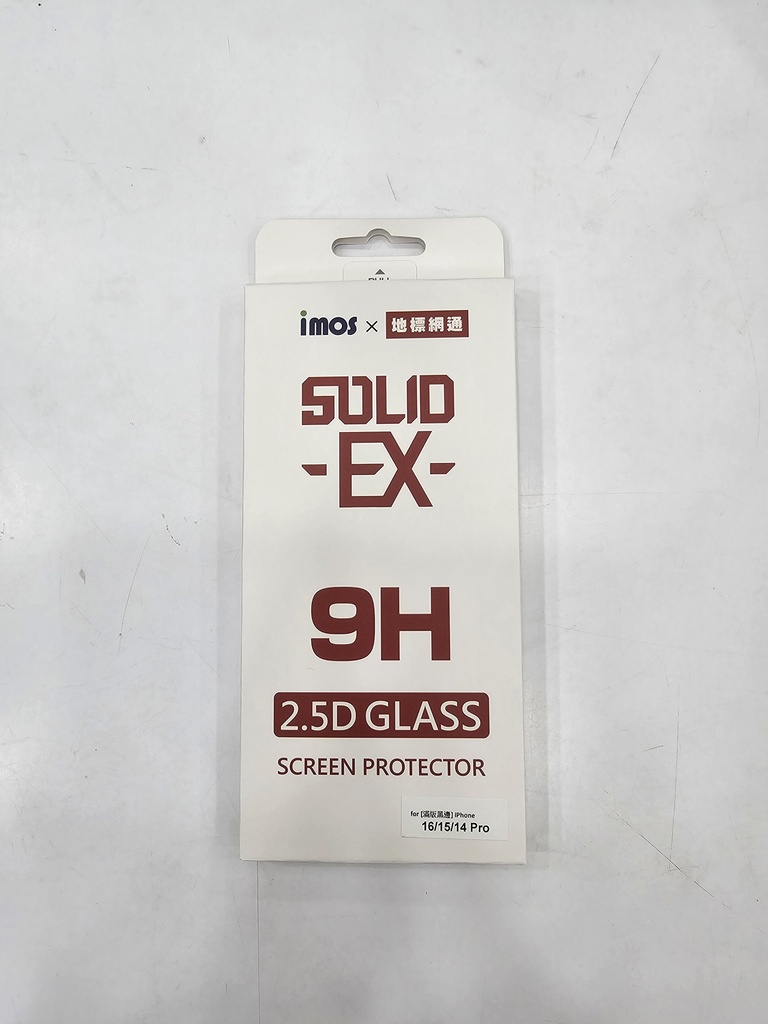 imos × 地標網通
SOLID
-EX-
9H
2.5D GLASS
SCREEN PROTECTOR
for [滿版黑邊] iPhone
16/15/14 Pro